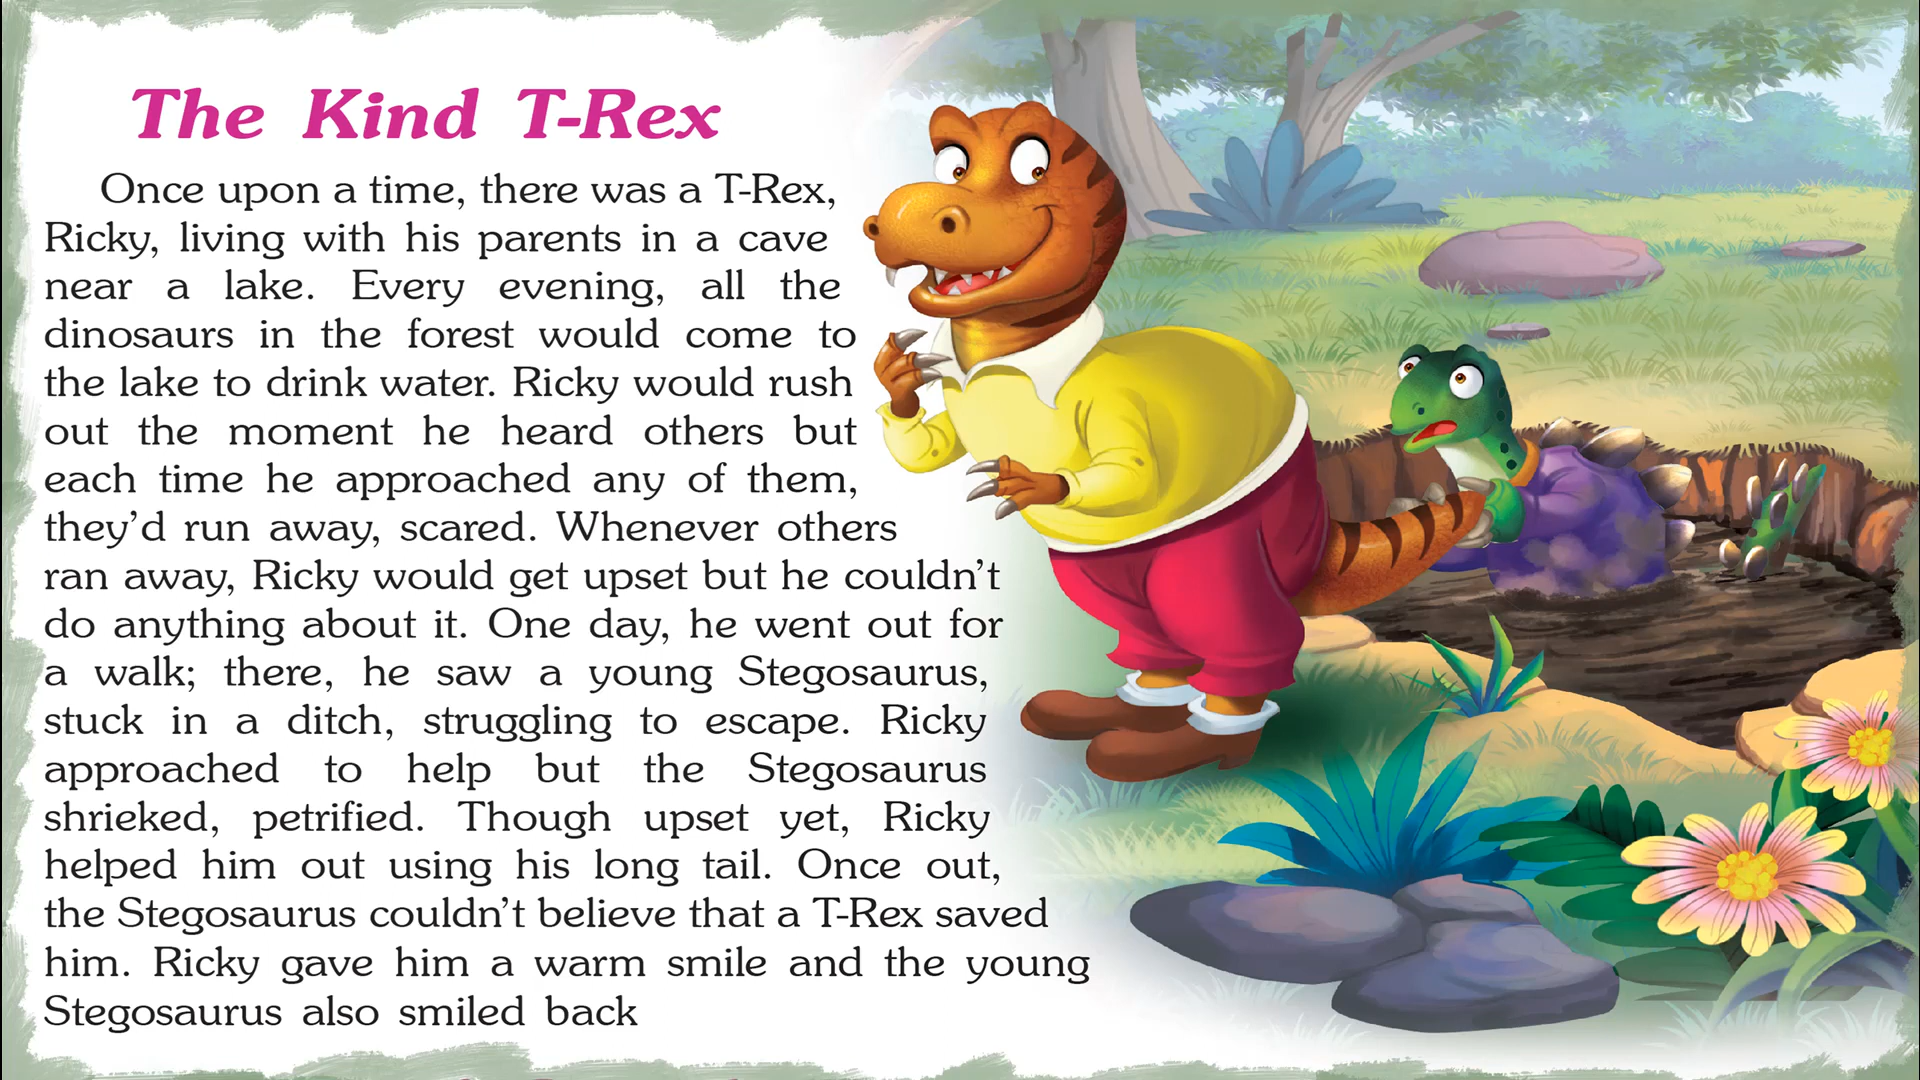 The Kind T-Rex
Once upon a time, there was a T-Rex,
Ricky, living with his parents in a cave
near a lake. Every evening, all the
dinosaurs in the forest would come to
the lake to drink water. Ricky would rush
out the moment he heard others but
each time he approached any of them,
they’d run away, scared. Whenever others
ran away, Ricky would get upset but he couldn’t
do anything about it. One day, he went out for
a walk; there, he saw a young Stegosaurus,
stuck in a ditch, struggling to escape. Ricky
approached to help but the Stegosaurus
shrieked, petrified. Though upset yet, Ricky
helped him out using his long tail. Once out,
the Stegosaurus couldn’t believe that a T-Rex saved
him. Ricky gave him a warm smile and the young
Stegosaurus also smiled back